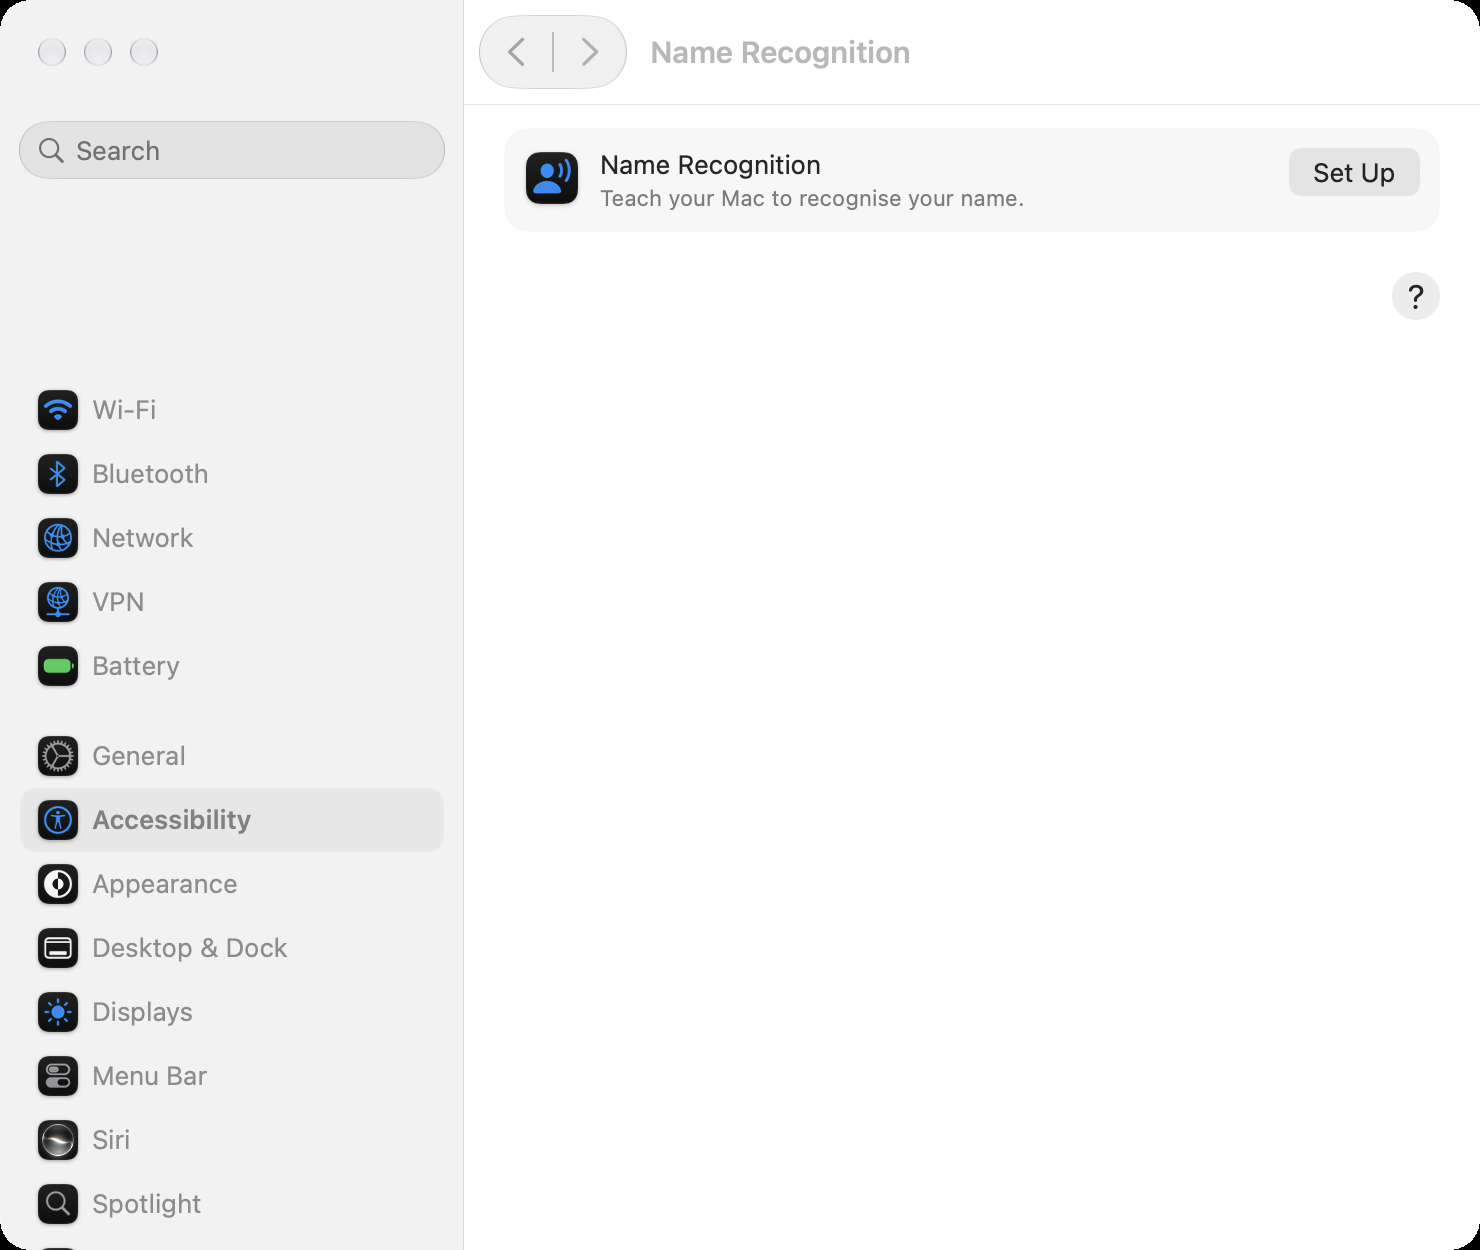 Search
Wi-Fi
Bluetooth
Network
VPN
Battery
General
Accessibility
Appearance
Desktop & Dock
Displays
Menu Bar
Siri
Spotlight
Name Recognition
Name Recognition
Teach your Mac to recognise your name.
Set Up
?